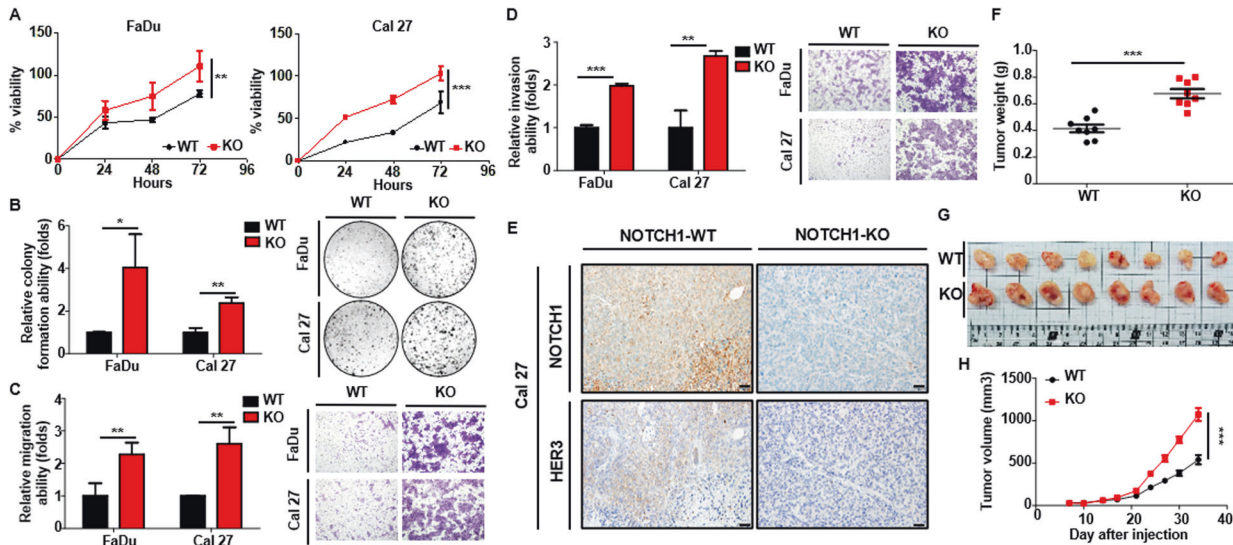 A
FaDu
% viability
150
100
50
0
0 24 48 72 96
Hours
WT KO
**
Cal 27
% viability
150
100
50
0
0 24 48 72 96
Hours
WT KO
***
B
Relative colony
formation ability (folds)
6
4
2
0
*
**
WT
KO
FaDu Cal 27
WT KO
FaDu
Cal 27
C
Relative migration
ability (folds)
4
3
2
1
0
**
**
WT
KO
FaDu Cal 27
WT KO
FaDu
Cal 27
D
Relative invasion
ability (folds)
3
2
1
0
***
**
WT
KO
FaDu Cal 27
WT KO
FaDu
Cal 27
E
NOTCH1-WT NOTCH1-KO
Cal 27
NOTCH1
HER3
F
Tumor weight (g)
1.0
0.8
0.6
0.4
0.2
0.0
***
WT KO
G
WT
KO
H
Tumor volume (mm3)
1500
1000
500
0
WT
KO
***
0 10 20 30 40
Day after injection